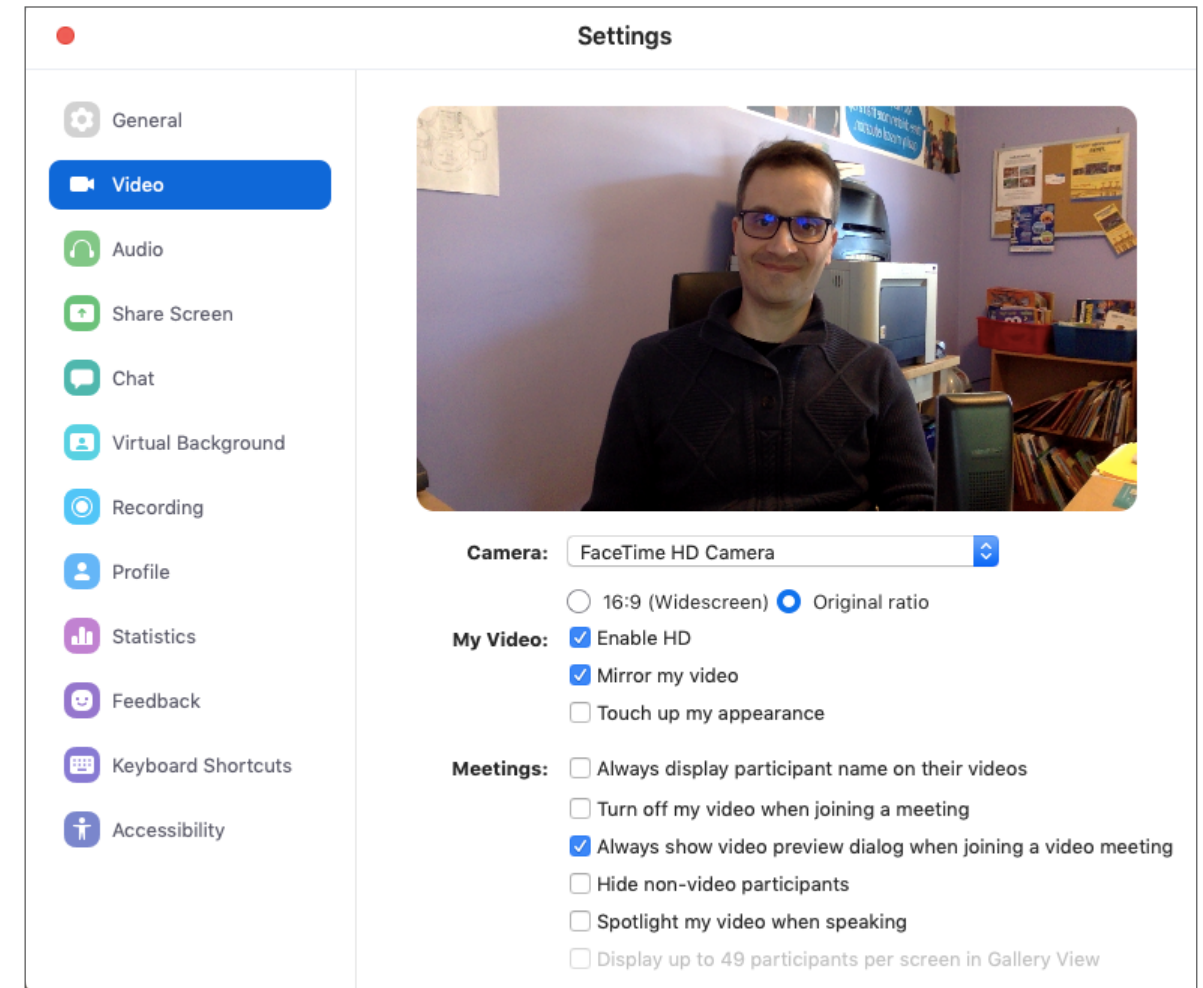 Settings
General
Video
Audio
Share Screen
Chat
Virtual Background
Recording
Profile
Statistics
Feedback
Keyboard Shortcuts
Accessibility
Camera: FaceTime HD Camera
16:9 (Widescreen) Original ratio
My Video: Enable HD
Mirror my video
Touch up my appearance
Meetings: Always display participant name on their videos
Turn off my video when joining a meeting
Always show video preview dialog when joining a video meeting
Hide non-video participants
Spotlight my video when speaking
Display up to 49 participants per screen in Gallery View